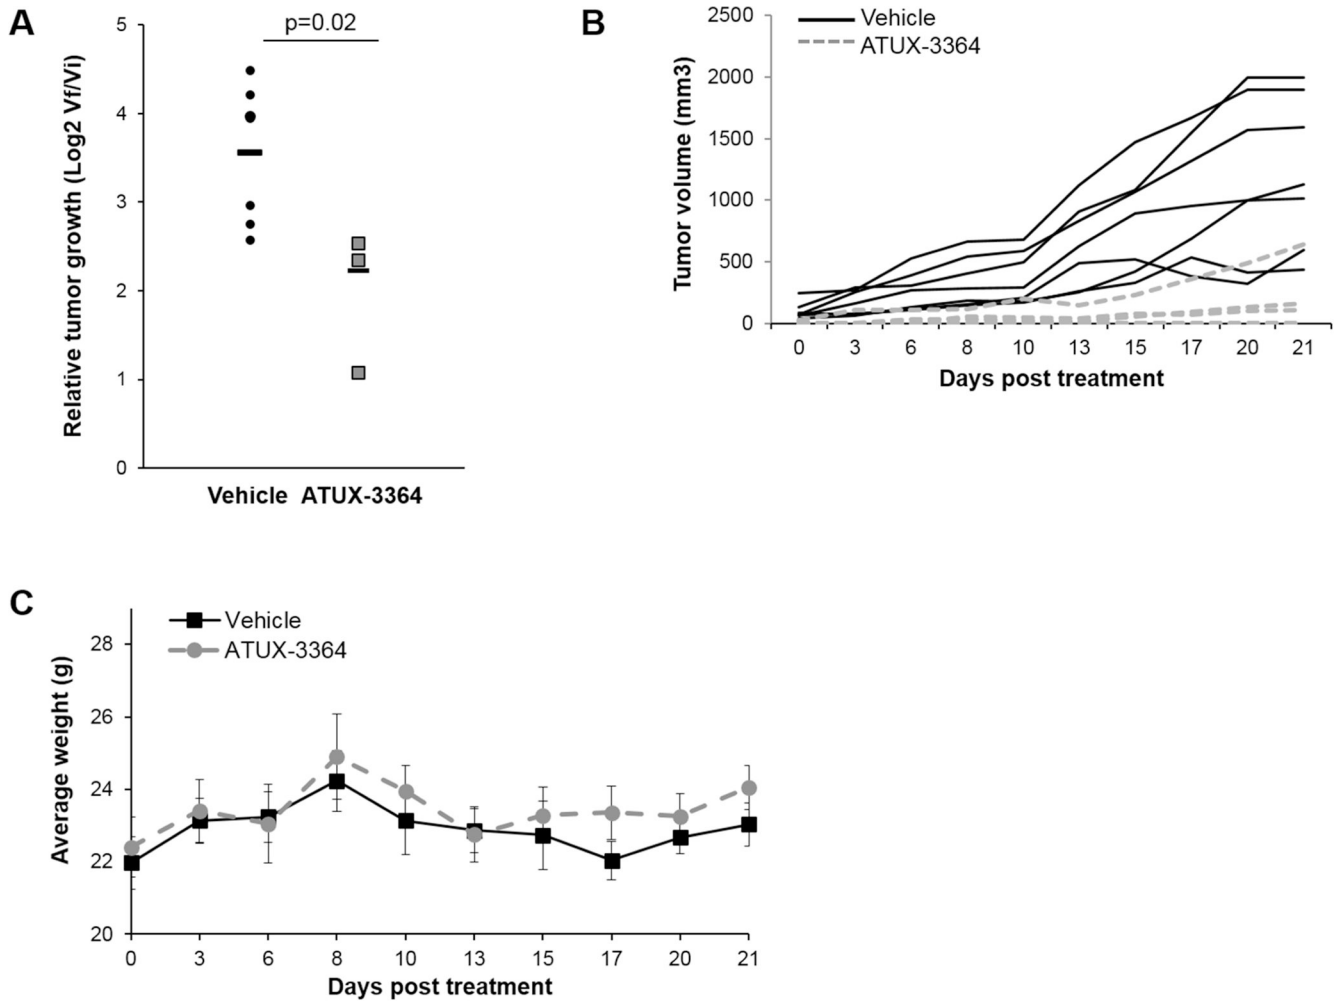 A
p=0.02
5
4
3
2
1
0
Relative tumor growth (Log2 Vf/Vi)
Vehicle ATUX-3364
B
Vehicle
ATUX-3364
2500
2000
1500
1000
500
0
Tumor volume (mm3)
0 3 6 8 10 13 15 17 20 21
Days post treatment
C
Vehicle
ATUX-3364
28
26
24
22
20
Average weight (g)
0 3 6 8 10 13 15 17 20 21
Days post treatment